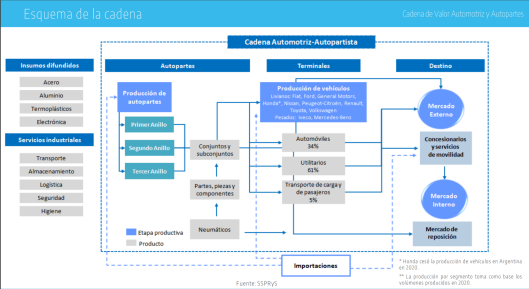 Esquema de la cadena
Cadena de Valor Automotriz y Autopartes
Cadena Automotriz-Autopartista
Insumos difundidos
Acero
Aluminio
Termoplásticos
Electrónica
Servicios industriales
Transporte
Almacenamiento
Logística
Seguridad
Higiene
Autopartes
Producción de
autopartes
Primer Anillo
Segundo Anillo
Tercer Anillo
Conjunto y
subconjuntos
Partes, piezas y
componentes
Neumáticos
Etapa productiva
Producto
Terminales
Producción de vehículos
Livianos: Fiat, Ford, General Motors,
Honda*, Nissan, Peugeot-Citroën, Renault,
Toyota, Volkswagen
Pesados: Iveco, Mercedes-Benz
Automóviles
34%
Utilitarios
61%
Transporte de carga y
de pasajeros
5%
Importaciones
Destino
Mercado
Externo
Concesionarios
y servicios
de movilidad
Mercado
Interno
Mercado de
reposición
* Honda cesó la producción de vehículos en Argentina
en 2020.
** La producción por segmento toma como base los
volúmenes producidos en 2020.
Fuente: SSPRyS